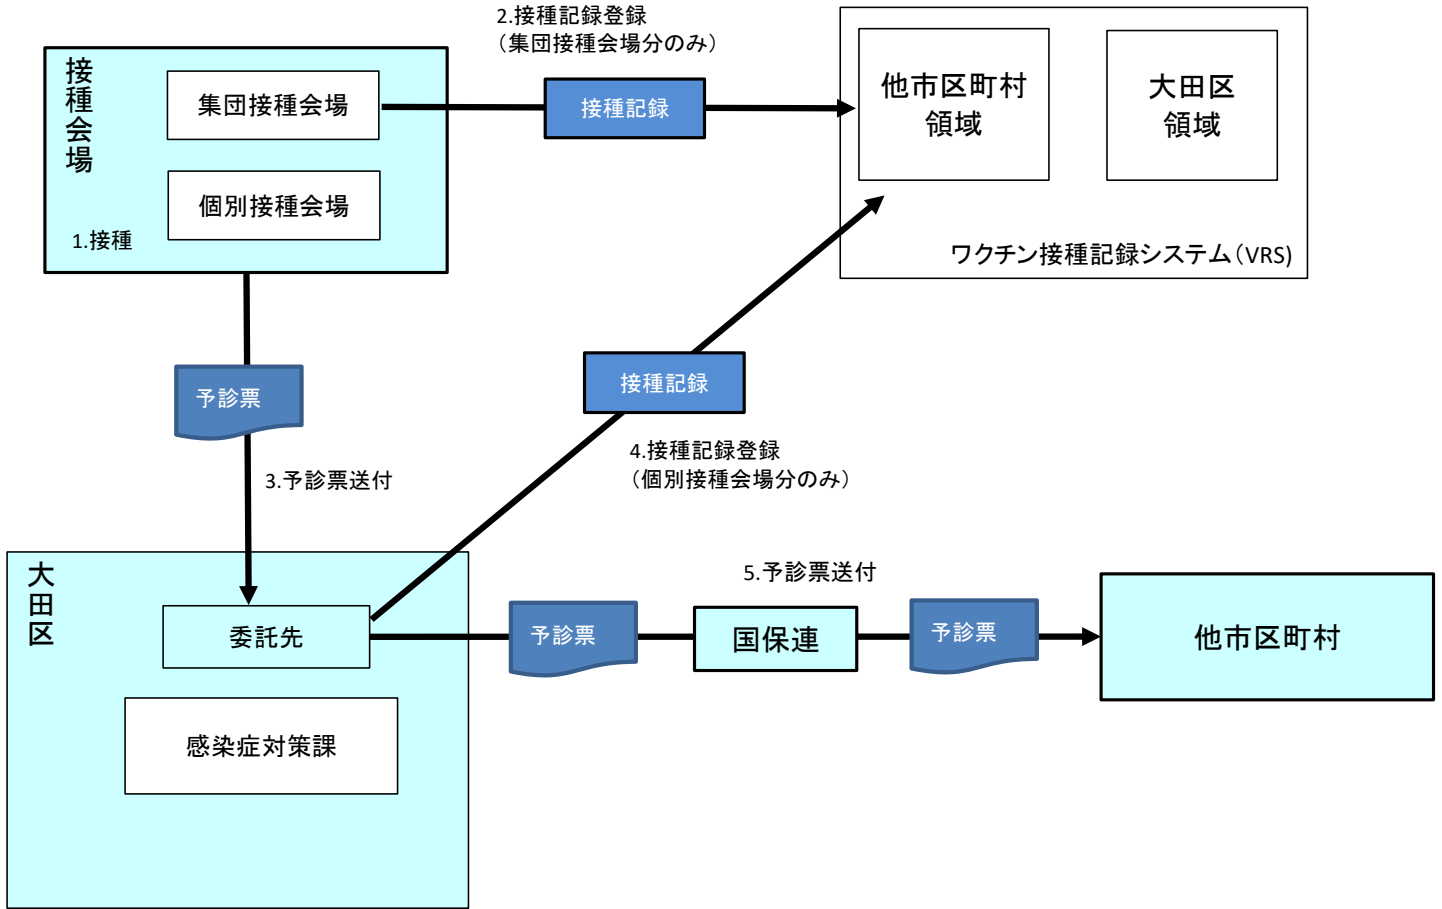 2.接種記録登録
（集団接種会場分のみ）
接種会場
集団接種会場
個別接種会場
1.接種
接種記録
他市区町村
領域
大田区
領域
ワクチン接種記録システム（VRS)
予診票
3.予診票送付
接種記録
4.接種記録登録
（個別接種会場分のみ）
大田区
委託先
感染症対策課
5.予診票送付
予診票
国保連
予診票
他市区町村